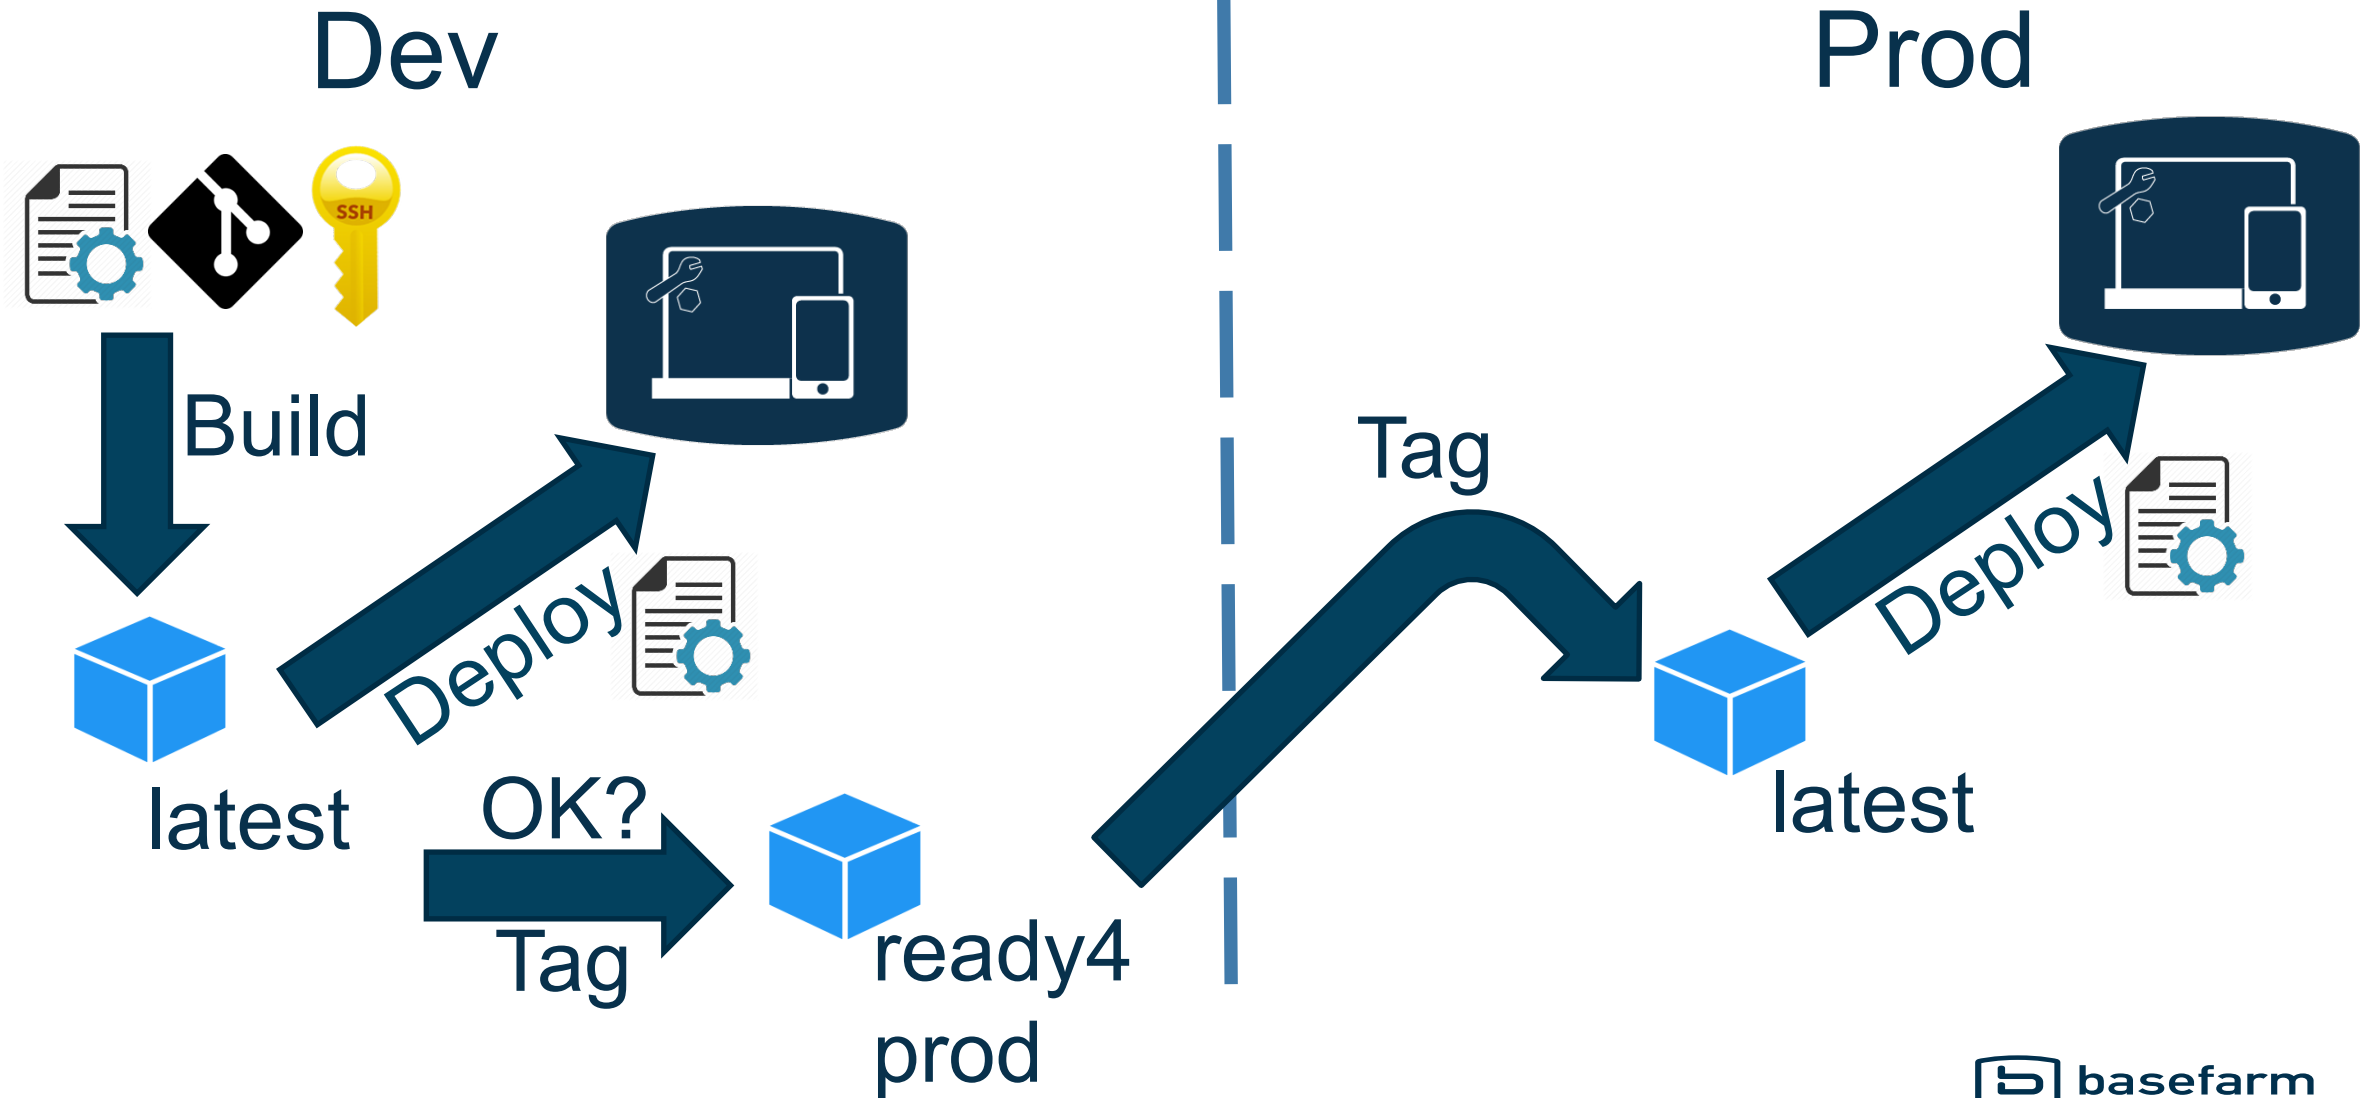 Dev
Prod
SSH
Build
Deploy
latest
OK?
Tag
ready4
prod
Tag
latest
Deploy
basefarm